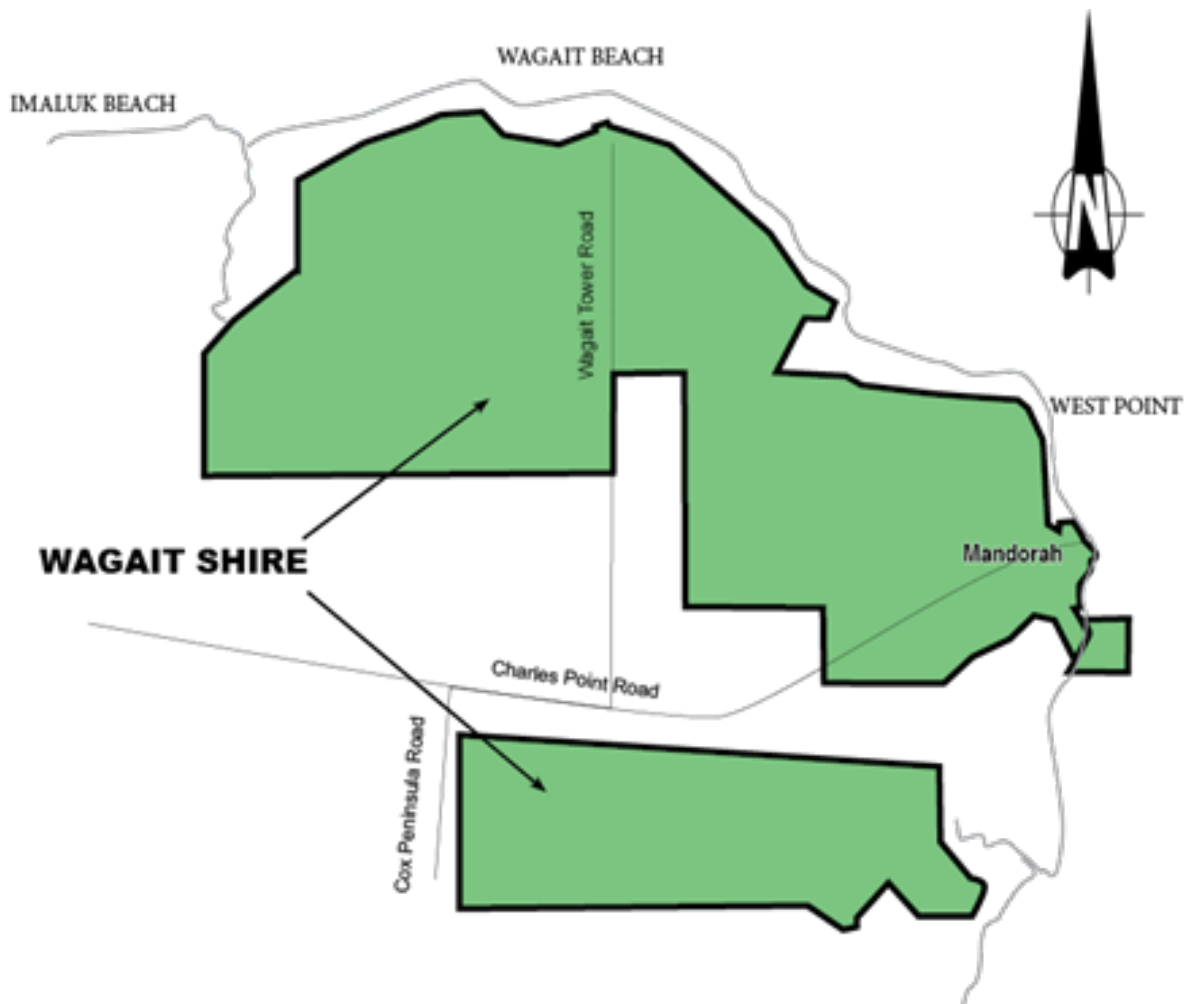 WAGAIT BEACH
IMALUK BEACH
N
Wagait Tower Road
WEST POINT
Mandorah
WAGAIT SHIRE
Charles Point Road
Cox Peninsula Road